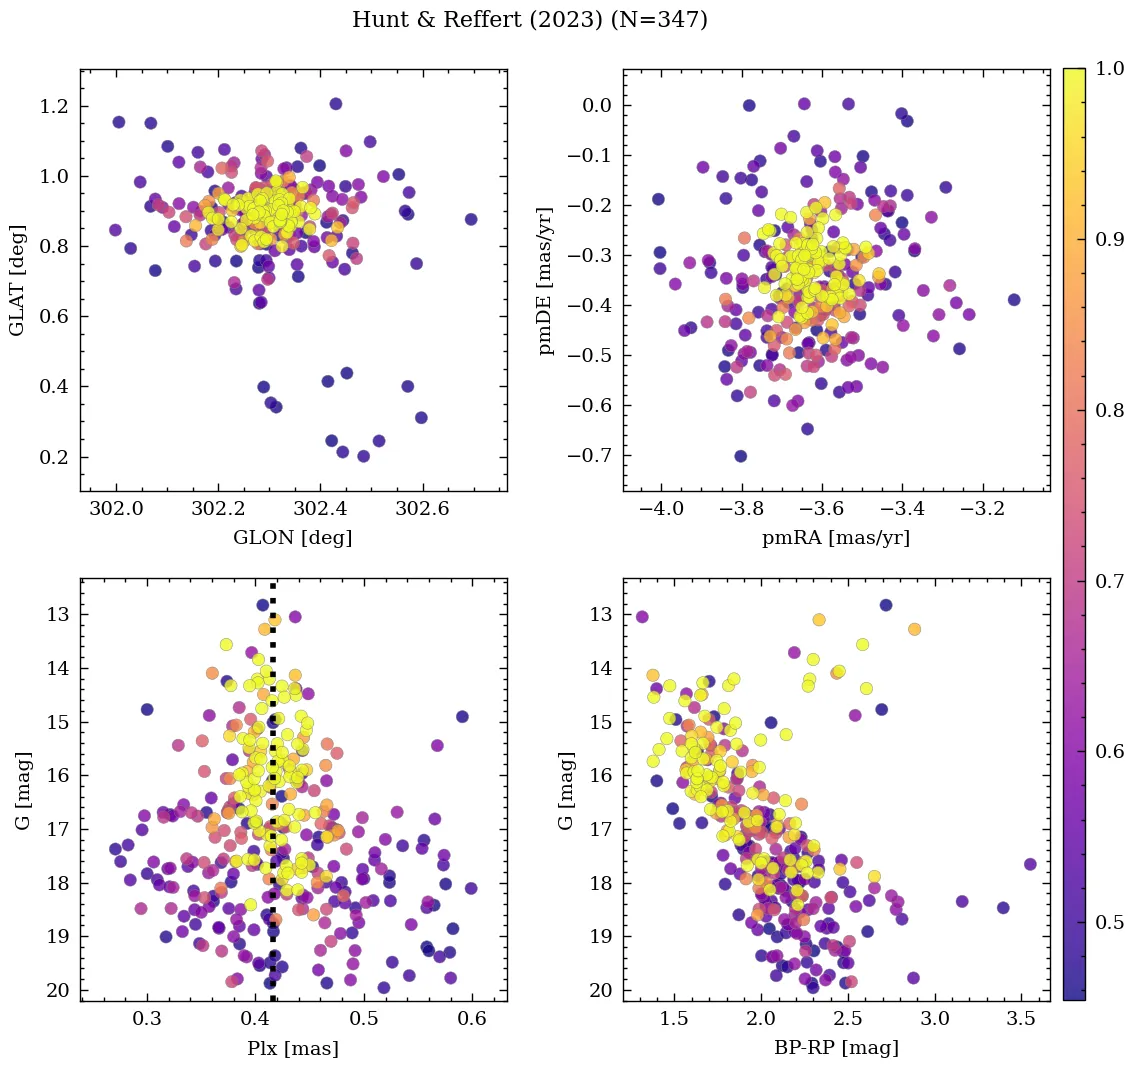 Hunt & Reffert (2023) (N=347)
1.2
1.0
0.8
0.6
0.4
0.2
GLAT [deg]
302.0 302.2 302.4 302.6
GLON [deg]
0.0
−0.1
−0.2
−0.3
−0.4
−0.5
−0.6
−0.7
pmDE [mas/yr]
−4.0 −3.8 −3.6 −3.4 −3.2
pmRA [mas/yr]
13
14
15
16
17
18
19
20
G [mag]
0.3 0.4 0.5 0.6
Plx [mas]
13
14
15
16
17
18
19
20
G [mag]
1.5 2.0 2.5 3.0 3.5
BP-RP [mag]
1.0
0.9
0.8
0.7
0.6
0.5